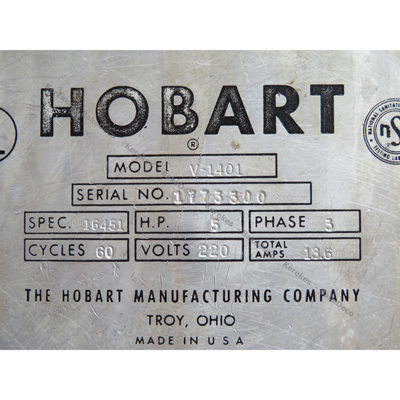 HOBART
®
MODEL V-1401
SERIAL NO. 1773300
SPEC. 16451 H.P. 5 PHASE 3
CYCLES 60 VOLTS 220 TOTAL AMPS 13.6
THE HOBART MANUFACTURING COMPANY
TROY, OHIO
MADE IN U.S.A